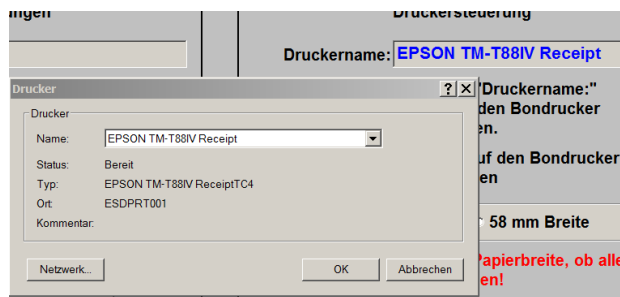 Druckersteuerung
Druckername: EPSON TM-T88IV Receipt
Drucker
? X
Drucker
Name: EPSON TM-T88IV Receipt
Status: Bereit
Typ: EPSON TM-T88IV ReceiptTC4
Ort: ESDPRT001
Kommentar:
Netzwerk...
OK
Abbrechen
"Druckername:"
den Bondrucker
en.
uf den Bondrucker
en
58 mm Breite
Papierbreite, ob alle
en!